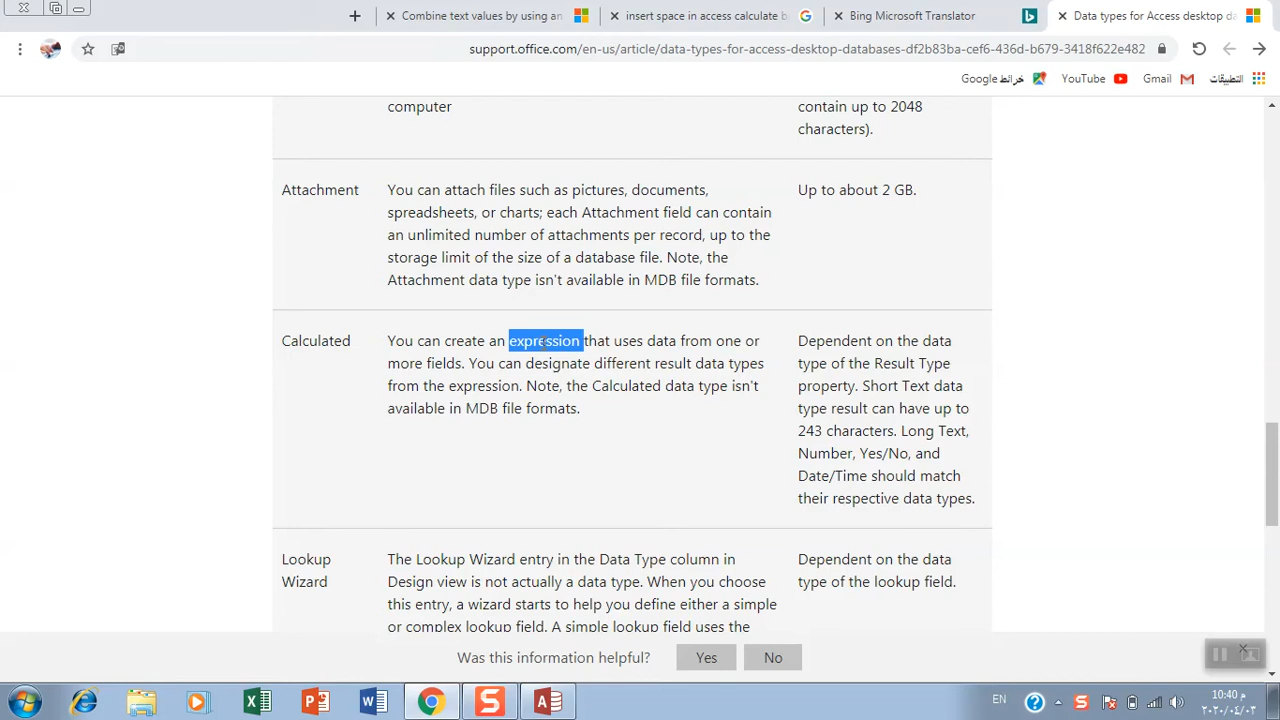 Combine text values by using an
insert space in access calculate b
Bing Microsoft Translator
Data types for Access desktop da
support.office.com/en-us/article/data-types-for-access-desktop-databases-df2b83ba-cef6-436d-b679-3418f622e482
خرائط Google
YouTube
Gmail
التطبيقات
computer
contain up to 2048
characters).
Attachment
You can attach files such as pictures, documents,
spreadsheets, or charts; each Attachment field can contain
an unlimited number of attachments per record, up to the
storage limit of the size of a database file. Note, the
Attachment data type isn't available in MDB file formats.
Up to about 2 GB.
Calculated
You can create an expression that uses data from one or
more fields. You can designate different result data types
from the expression. Note, the Calculated data type isn't
available in MDB file formats.
Dependent on the data
type of the Result Type
property. Short Text data
type result can have up to
243 characters. Long Text,
Number, Yes/No, and
Date/Time should match
their respective data types.
Lookup
Wizard
The Lookup Wizard entry in the Data Type column in
Design view is not actually a data type. When you choose
this entry, a wizard starts to help you define either a simple
or complex lookup field. A simple lookup field uses the
Dependent on the data
type of the lookup field.
Was this information helpful?
Yes
No
EN
١٠:٤٠ م
٢٠٢٠/٠٤/٠٣